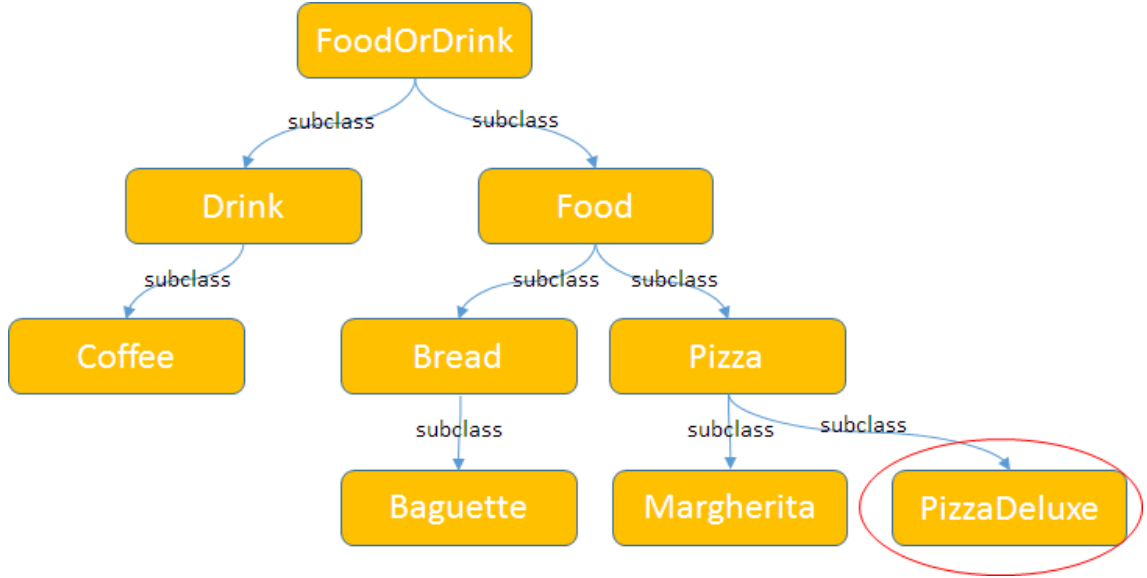 FoodOrDrink
subclass
subclass
Drink
Food
subclass
subclass
subclass
Coffee
Bread
Pizza
subclass
subclass
subclass
Baguette
Margherita
PizzaDeluxe